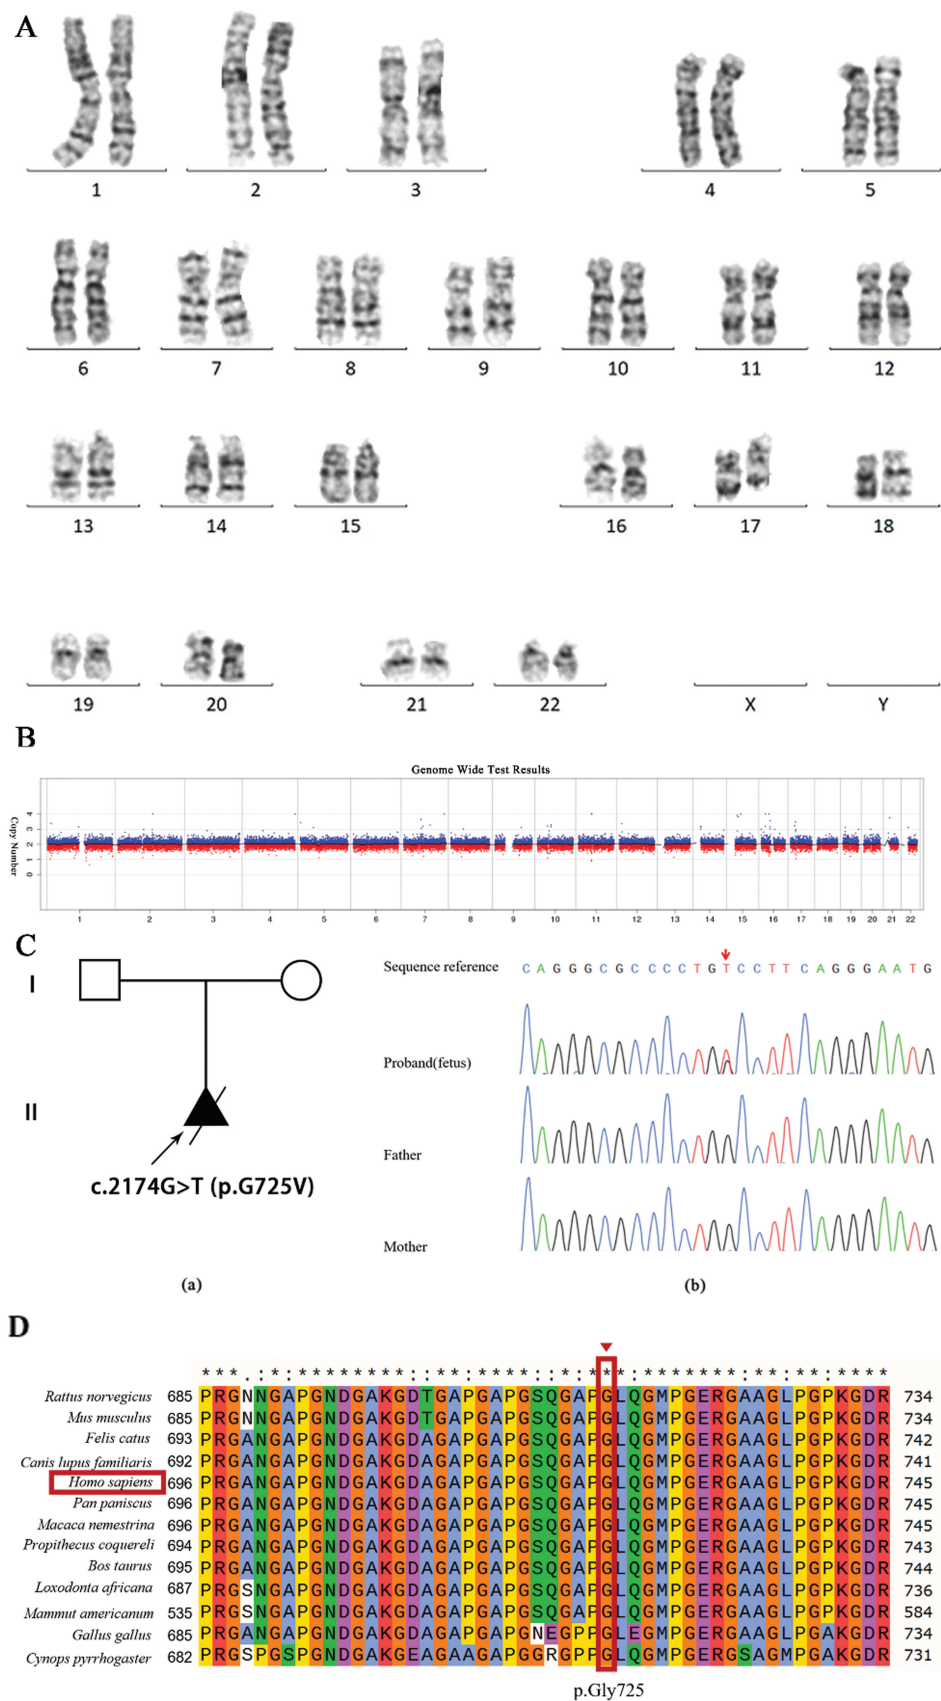 A
1 2 3 4 5
6 7 8 9 10 11 12
13 14 15 16 17 18
19 20 21 22 X Y
B
Genome Wide Test Results
Copy Number
4
3
2
1
0
1 2 3 4 5 6 7 8 9 10 11 12 13 14 15 16 17 18 19 20 21 22
C
I
II
c.2174G>T (p.G725V)
(a)
Sequence reference C A G G G C G C C C C T G T C C T T C A G G G A A T G
Proband(fetus)
Father
Mother
(b)
D
Rattus norvegicus 685 PRGNNGAPGNDGAKGDTGAPGAPGSQGAPGLQGMPGERGAAGLPGPKGDR 734
Mus musculus 685 PRGNNGAPGNDGAKGDTGAPGAPGSQGAPGLQGMPGERGAAGLPGPKGDR 734
Felis catus 693 PRGANGAPGNDGAKGDAGAPGAPGSQGAPGLQGMPGERGAAGLPGPKGDR 742
Canis lupus familiaris 692 PRGANGAPGNDGAKGDAGAPGAPGSQGAPGLQGMPGERGAAGLPGPKGDR 741
Homo sapiens 696 PRGANGAPGNDGAKGDAGAPGAPGSQGAPGLQGMPGERGAAGLPGPKGDR 745
Pan paniscus 696 PRGANGAPGNDGAKGDAGAPGAPGSQGAPGLQGMPGERGAAGLPGPKGDR 745
Macaca nemestrina 696 PRGANGAPGNDGAKGDAGAPGAPGSQGAPGLQGMPGERGAAGLPGPKGDR 745
Propithecus coquereli 694 PRGANGAPGNDGAKGDAGAPGAPGSQGAPGLQGMPGERGAAGLPGPKGDR 743
Bos taurus 695 PRGANGAPGNDGAKGDAGAPGAPGSQGAPGLQGMPGERGAAGLPGPKGDR 744
Loxodonta africana 687 PRGSNGAPGNDGAKGDAGAPGAPGSQGAPGLQGMPGERGAAGLPGPKGDR 736
Mammut americanum 535 PRGSNGAPGNDGAKGDAGAPGAPGSQGAPGLQGMPGERGAAGLPGPKGDR 584
Gallus gallus 685 PRGANGAPGNDGAKGDAGAPGAPGNEGPPGLEGMPGERGAAGLPGAKGDR 734
Cynops pyrrhogaster 682 PRGSPGSPGNDGAKGEAGAAGAPGGRGPPGLQGMPGERGSAGMPGPKGDR 731
p.Gly725